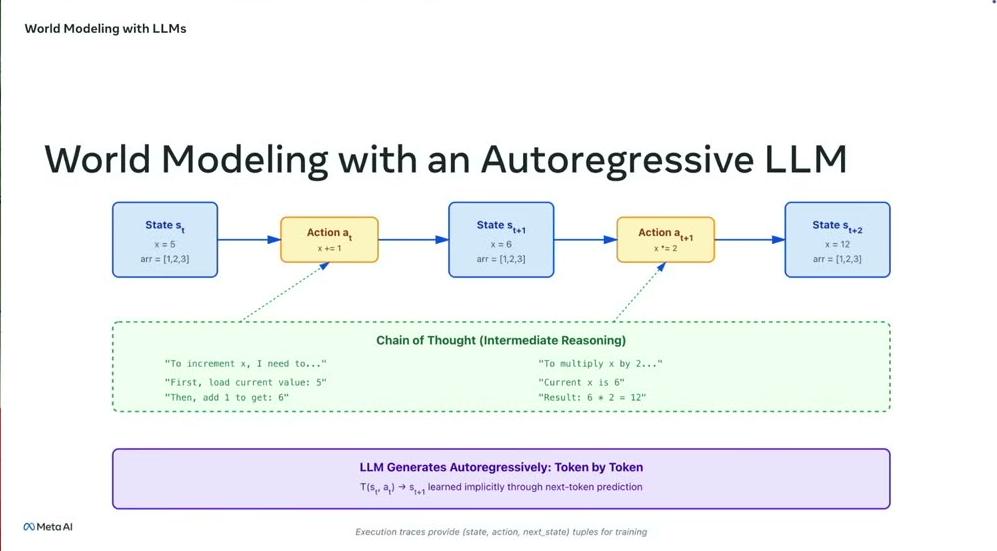 World Modeling with LLMs
World Modeling with an Autoregressive LLM
State sₜ
x = 5
arr = [1,2,3]
Action aₜ
x += 1
State sₜ₊₁
x = 6
arr = [1,2,3]
Action aₜ₊₁
x *= 2
State sₜ₊₂
x = 12
arr = [1,2,3]
Chain of Thought (Intermediate Reasoning)
"To increment x, I need to..."
"First, load current value: 5"
"Then, add 1 to get: 6"
"To multiply x by 2..."
"Current x is 6"
"Result: 6 * 2 = 12"
LLM Generates Autoregressively: Token by Token
T(sₜ, aₜ) → sₜ₊₁ learned implicitly through next-token prediction
Meta AI
Execution traces provide (state, action, next_state) tuples for training